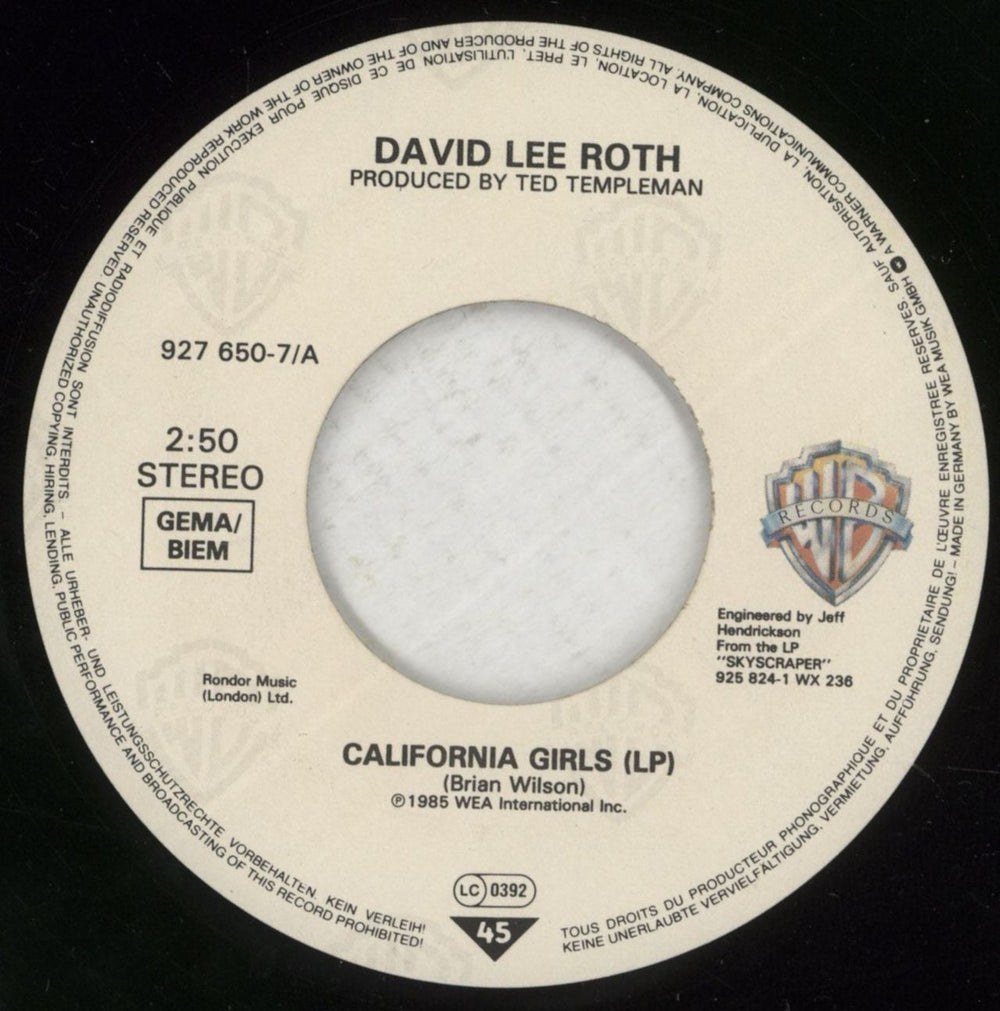 DAVID LEE ROTH
PRODUCED BY TED TEMPLEMAN
927 650-7/A
2:50
STEREO
GEMA/
BIEM
RECORDS
Engineered by Jeff
Hendrickson
From the LP
"SKYSCRAPER"
925 824-1 WX 236
Rondor Music
(London) Ltd.
CALIFORNIA GIRLS (LP)
(Brian Wilson)
℗1985 WEA International Inc.
LC 0392
45
TOUS DROITS DU PRODUCTEUR PHONOGRAPHIQUE ET DU PROPRIETAIRE DE L'ŒUVRE ENREGISTREE RESERVES. SAUF AUTORISATION, LA DUPLICATION, LA LOCATION, LE PRET, L'UTILISATION DE CE DISQUE POUR EXECUTION PUBLIQUE ET RADIODIFFUSION SONT INTERDITS. – ALLE URHEBER- UND LEISTUNGSSCHUTZRECHTE VORBEHALTEN. KEIN VERLEIH!
KEINE UNERLAUBTE VERVIELFÄLTIGUNG, VERMIETUNG, AUFFÜHRUNG, SENDUNG! – MADE IN GERMANY BY WEA MUSIK GMBH A WARNER COMMUNICATIONS COMPANY. ALL RIGHTS OF THE PRODUCER AND OF THE OWNER OF THE WORK REPRODUCED RESERVED. UNAUTHORIZED COPYING, HIRING, LENDING, PUBLIC PERFORMANCE AND BROADCASTING OF THIS RECORD PROHIBITED!